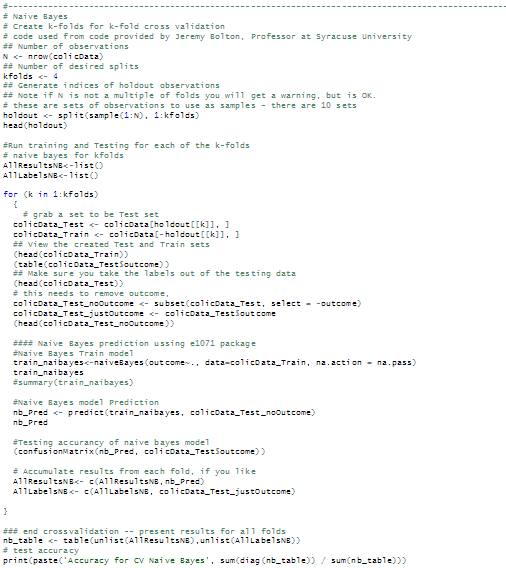 #-----------------------------------------------------------------------------------------
# Naive Bayes
# Create k-folds for k-fold cross validation
# code used from code provided by Jeremy Bolton, Professor at Syracuse University
## Number of observations
N <- nrow(colicData)
## Number of desired splits
kfolds <- 4
## Generate indices of holdout observations
## Note if N is not a multiple of folds you will get a warning, but is OK.
# these are sets of observations to use as samples - there are 10 sets
holdout <- split(sample(1:N), 1:kfolds)
head(holdout)

#Run training and Testing for each of the k-folds
# naive bayes for kfolds
AllResultsNB<-list()
AllLabelsNB<-list()

for (k in 1:kfolds)
  {
    # grab a set to be Test set
  colicData_Test <- colicData[holdout[[k]], ]
  colicData_Train <- colicData[-holdout[[k]], ]
  ## View the created Test and Train sets
  (head(colicData_Train))
  (table(colicData_Test$outcome))
  ## Make sure you take the labels out of the testing data
  (head(colicData_Test))
  # this needs to remove outcome,
  colicData_Test_noOutcome <- subset(colicData_Test, select = -outcome)
  colicData_Test_justOutcome <- colicData_Test$outcome
  (head(colicData_Test_noOutcome))

  #### Naive Bayes prediction ussing e1071 package
  #Naive Bayes Train model
  train_naibayes<-naiveBayes(outcome~., data=colicData_Train, na.action = na.pass)
  train_naibayes
  #summary(train_naibayes)

  #Naive Bayes model Prediction
  nb_Pred <- predict(train_naibayes, colicData_Test_noOutcome)
  nb_Pred

  #Testing accurancy of naive bayes model
  (confusionMatrix(nb_Pred, colicData_Test$outcome))

  # Accumulate results from each fold, if you like
  AllResultsNB<- c(AllResultsNB,nb_Pred)
  AllLabelsNB<- c(AllLabelsNB, colicData_Test_justOutcome)

}

### end crossvalidation -- present results for all folds
nb_table <- table(unlist(AllResultsNB),unlist(AllLabelsNB))
# test accuracy
print(paste('Accuracy for CV Naive Bayes', sum(diag(nb_table)) / sum(nb_table)))